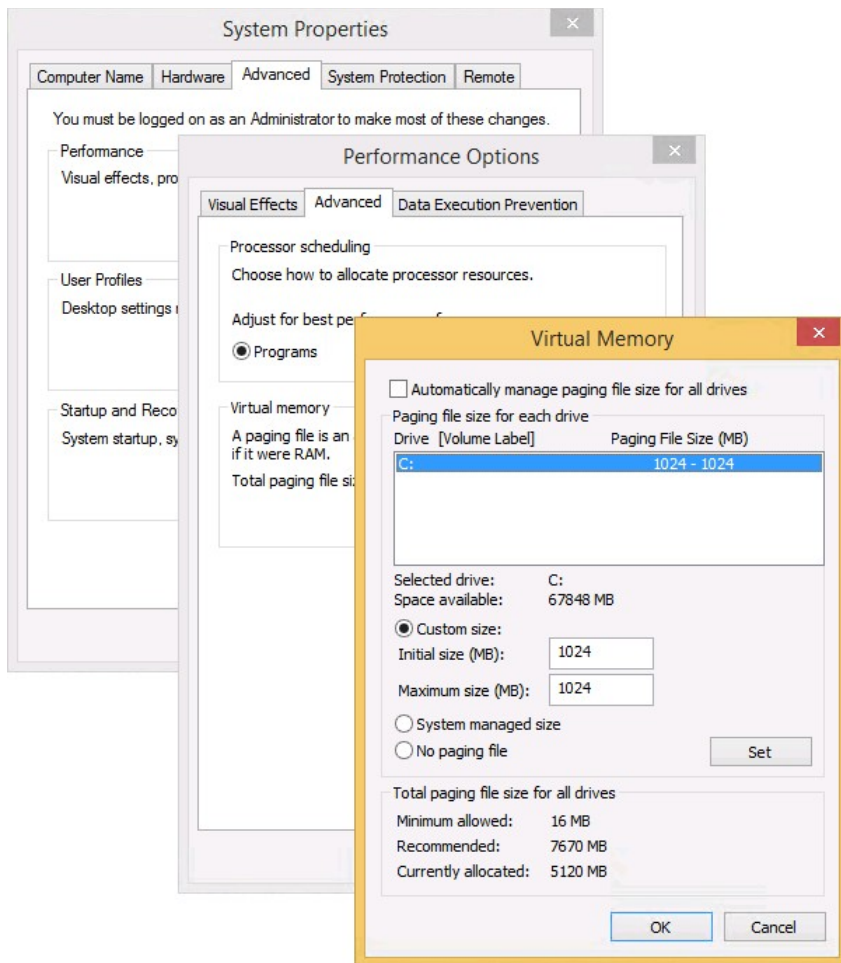 System Properties
Computer Name Hardware Advanced System Protection Remote
You must be logged on as an Administrator to make most of these changes.
Performance
Visual effects,
User Profiles
Desktop settings
Startup and
System startup,
Performance Options
Visual Effects Advanced Data Execution Prevention
Processor scheduling
Choose how to allocate processor resources.
Adjust for best
Programs
Virtual memory
A paging file is an
if it were RAM.
Total paging file
Virtual Memory
Automatically manage paging file size for all drives
Paging file size for each drive
Drive [Volume Label] Paging File Size (MB)
C: 1024 - 1024
Selected drive: C:
Space available: 67848 MB
Custom size:
Initial size (MB): 1024
Maximum size (MB): 1024
System managed size
No paging file
Set
Total paging file size for all drives
Minimum allowed: 16 MB
Recommended: 7670 MB
Currently allocated: 5120 MB
OK Cancel